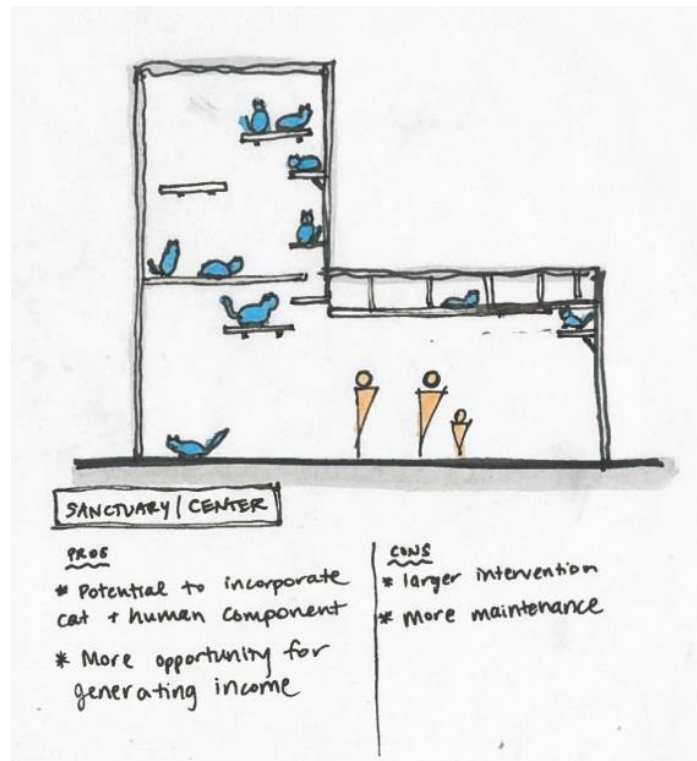 SANCTUARY / CENTER
PROS
* Potential to incorporate
cat + human component
* More opportunity for
generating income
CONS
* larger intervention
* More maintenance